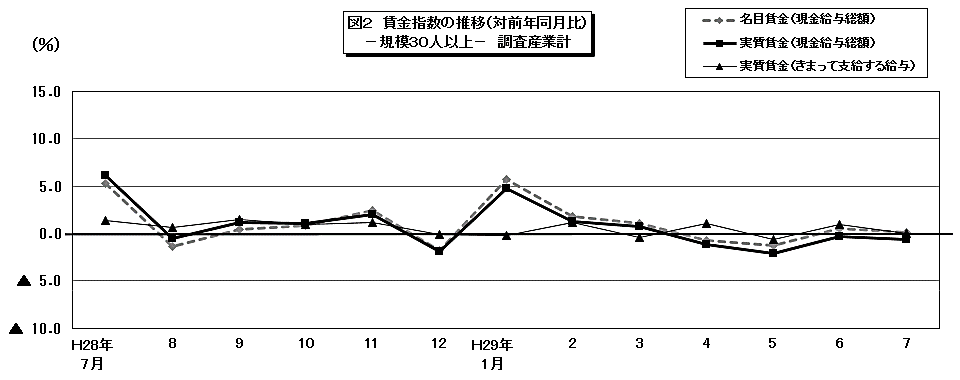 図２ 賃金指数の推移(対前年同月比)
－規模30人以上－ 調査産業計
(％)
名目賃金(現金給与総額)
実質賃金(現金給与総額)
実質賃金(きまって支給する給与)
15.0
10.0
5.0
0.0
▲ 5.0
▲ 10.0
H28年 8 9 10 11 12 H29年 2 3 4 5 6 7
7月 1月